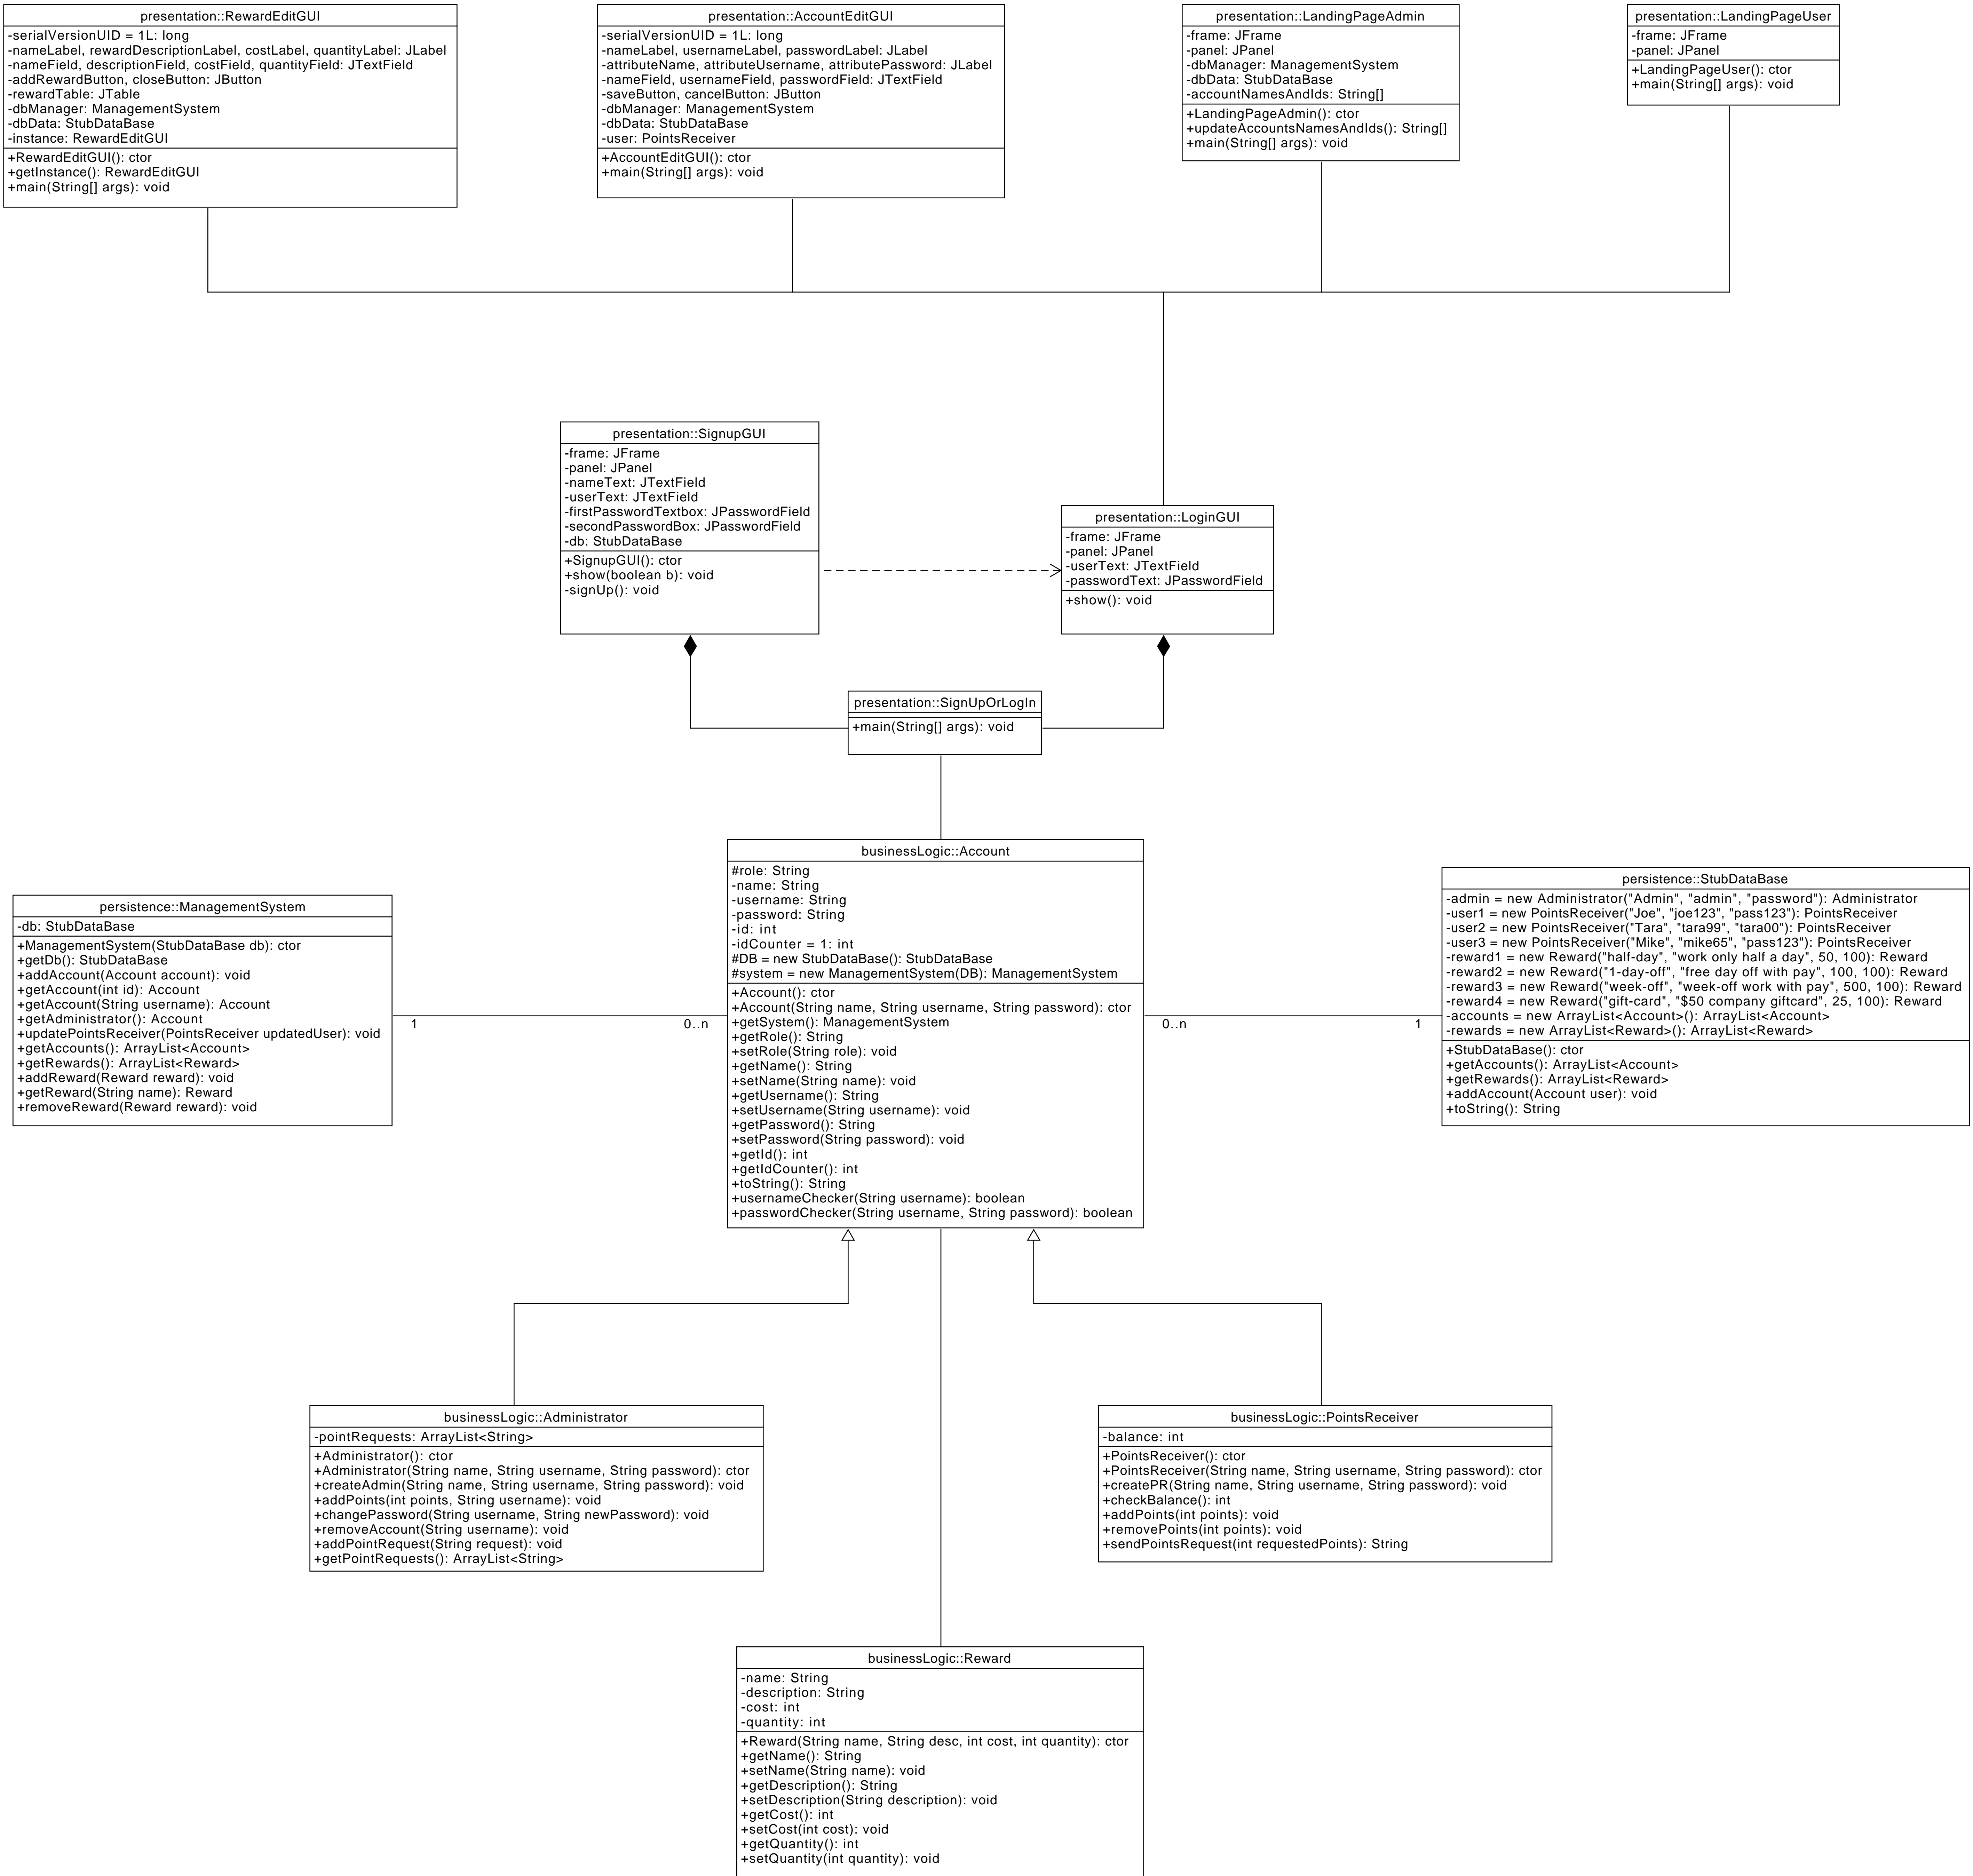 presentation::RewardEditGUI
-serialVersionUID = 1L: long
-nameLabel, rewardDescriptionLabel, costLabel, quantityLabel: JLabel
-nameField, descriptionField, costField, quantityField: JTextField
-addRewardButton, closeButton: JButton
-rewardTable: JTable
-dbManager: ManagementSystem
-dbData: StubDataBase
-instance: RewardEditGUI
+RewardEditGUI(): ctor
+getInstance(): RewardEditGUI
+main(String[] args): void
presentation::AccountEditGUI
-serialVersionUID = 1L: long
-nameLabel, usernameLabel, passwordLabel: JLabel
-attributeName, attributeUsername, attributePassword: JLabel
-nameField, usernameField, passwordField: JTextField
-saveButton, cancelButton: JButton
-dbManager: ManagementSystem
-dbData: StubDataBase
-user: PointsReceiver
+AccountEditGUI(): ctor
+main(String[] args): void
presentation::LandingPageAdmin
-frame: JFrame
-panel: JPanel
-dbManager: ManagementSystem
-dbData: StubDataBase
-accountNamesAndIds: String[]
+LandingPageAdmin(): ctor
+updateAccountsNamesAndIds(): String[]
+main(String[] args): void
presentation::LandingPageUser
-frame: JFrame
-panel: JPanel
+LandingPageUser(): ctor
+main(String[] args): void
presentation::SignupGUI
-frame: JFrame
-panel: JPanel
-nameText: JTextField
-userText: JTextField
-firstPasswordTextbox: JPasswordField
-secondPasswordBox: JPasswordField
-db: StubDataBase
+SignupGUI(): ctor
+show(boolean b): void
-signUp(): void
presentation::LoginGUI
-frame: JFrame
-panel: JPanel
-userText: JTextField
-passwordText: JPasswordField
+show(): void
presentation::SignUpOrLogIn
+main(String[] args): void
persistence::ManagementSystem
-db: StubDataBase
+ManagementSystem(StubDataBase db): ctor
+getDb(): StubDataBase
+addAccount(Account account): void
+getAccount(int id): Account
+getAccount(String username): Account
+getAdministrator(): Account
+updatePointsReceiver(PointsReceiver updatedUser): void
+getAccounts(): ArrayList<Account>
+getRewards(): ArrayList<Reward>
+addReward(Reward reward): void
+getReward(String name): Reward
+removeReward(Reward reward): void
1
0..n
businessLogic::Account
#role: String
-name: String
-username: String
-password: String
-id: int
-idCounter = 1: int
#DB = new StubDataBase(): StubDataBase
#system = new ManagementSystem(DB): ManagementSystem
+Account(): ctor
+Account(String name, String username, String password): ctor
+getSystem(): ManagementSystem
+getRole(): String
+setRole(String role): void
+getName(): String
+setName(String name): void
+getUsername(): String
+setUsername(String username): void
+getPassword(): String
+setPassword(String password): void
+getId(): int
+getIdCounter(): int
+toString(): String
+usernameChecker(String username): boolean
+passwordChecker(String username, String password): boolean
0..n
1
persistence::StubDataBase
-admin = new Administrator("Admin", "admin", "password"): Administrator
-user1 = new PointsReceiver("Joe", "joe123", "pass123"): PointsReceiver
-user2 = new PointsReceiver("Tara", "tara99", "tara00"): PointsReceiver
-user3 = new PointsReceiver("Mike", "mike65", "pass123"): PointsReceiver
-reward1 = new Reward("half-day", "work only half a day", 50, 100): Reward
-reward2 = new Reward("1-day-off", "free day off with pay", 100, 100): Reward
-reward3 = new Reward("week-off", "week-off work with pay", 500, 100): Reward
-reward4 = new Reward("gift-card", "$50 company giftcard", 25, 100): Reward
-accounts = new ArrayList<Account>(): ArrayList<Account>
-rewards = new ArrayList<Reward>(): ArrayList<Reward>
+StubDataBase(): ctor
+getAccounts(): ArrayList<Account>
+getRewards(): ArrayList<Reward>
+addAccount(Account user): void
+toString(): String
businessLogic::Administrator
-pointRequests: ArrayList<String>
+Administrator(): ctor
+Administrator(String name, String username, String password): ctor
+createAdmin(String name, String username, String password): void
+addPoints(int points, String username): void
+changePassword(String username, String newPassword): void
+removeAccount(String username): void
+addPointRequest(String request): void
+getPointRequests(): ArrayList<String>
businessLogic::PointsReceiver
-balance: int
+PointsReceiver(): ctor
+PointsReceiver(String name, String username, String password): ctor
+createPR(String name, String username, String password): void
+checkBalance(): int
+addPoints(int points): void
+removePoints(int points): void
+sendPointsRequest(int requestedPoints): String
businessLogic::Reward
-name: String
-description: String
-cost: int
-quantity: int
+Reward(String name, String desc, int cost, int quantity): ctor
+getName(): String
+setName(String name): void
+getDescription(): String
+setDescription(String description): void
+getCost(): int
+setCost(int cost): void
+getQuantity(): int
+setQuantity(int quantity): void